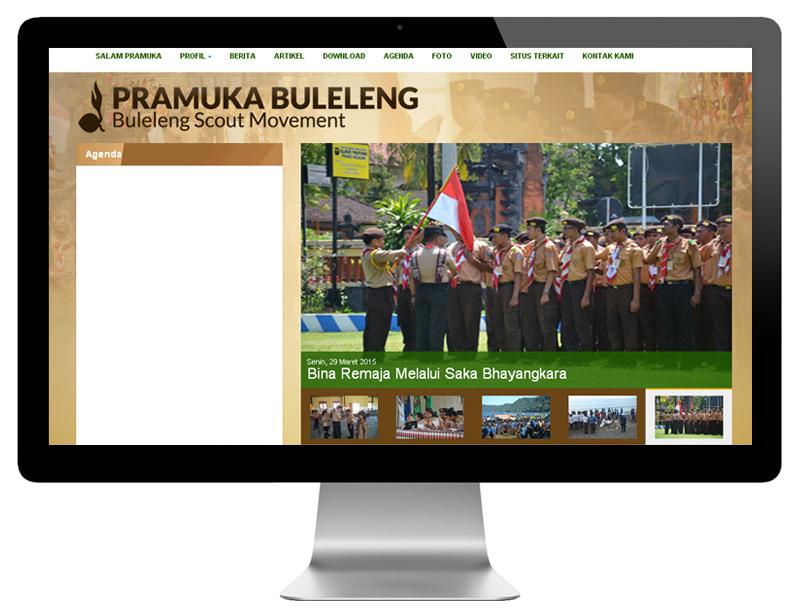 SALAM PRAMUKA PROFIL BERITA ARTIKEL DOWNLOAD AGENDA FOTO VIDEO SITUS TERKAIT KONTAK KAMI
PRAMUKA BULELENG
Buleleng Scout Movement
Agenda
Senin, 29 Maret 2015
Bina Remaja Melalui Saka Bhayangkara